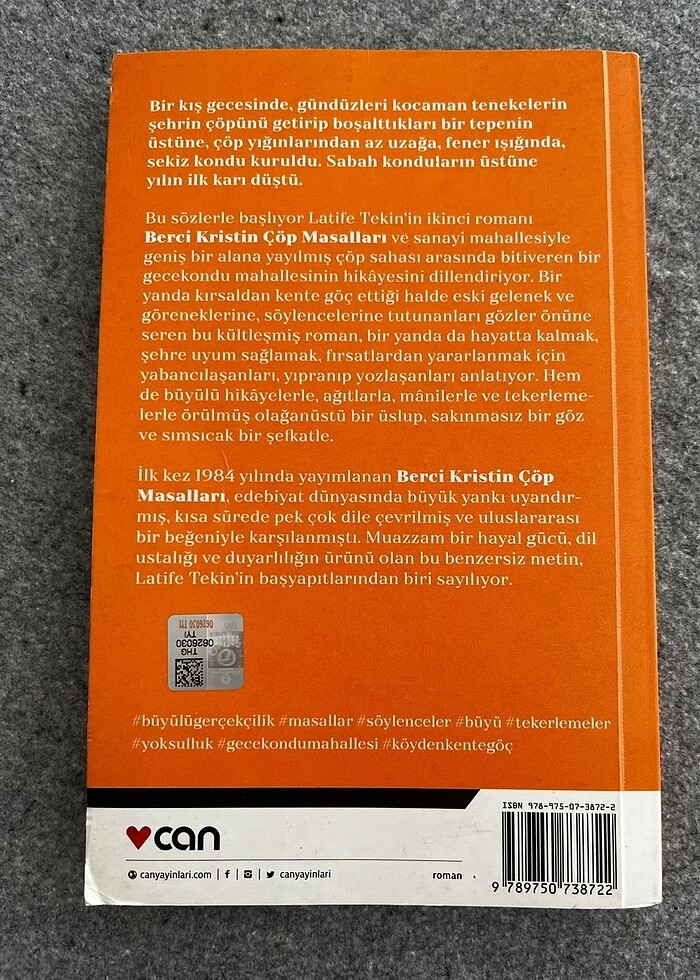 Bir kış gecesinde, gündüzleri kocaman tenekelerin
şehrin çöpünü getirip boşalttıkları bir tepenin
üstüne, çöp yığınlarından az uzağa, fener ışığında,
sekiz kondu kuruldu. Sabah konduların üstüne
yılın ilk karı düştü.
Bu sözlerle başlıyor Latife Tekin'in ikinci romanı
Berci Kristin Çöp Masalları ve sanayi mahallesiyle
geniş bir alana yayılmış çöp sahası arasında bitiveren bir
gecekondu mahallesinin hikâyesini dillendiriyor. Bir
yanda kırsaldan kente göç ettiği halde eski gelenek ve
göreneklerine, söylencelerine tutunanları gözler önüne
seren bu kültleşmiş roman, bir yanda da hayatta kalmak,
şehre uyum sağlamak, fırsatlardan yararlanmak için
yabancılaşanları, yıpranıp yozlaşanları anlatıyor. Hem
de büyülü hikâyelerle, ağıtlarla, mânilerle ve tekerleme-
lerle örülmüş olağanüstü bir üslup, sakınmasız bir göz
ve sımsıcak bir şefkatle.
İlk kez 1984 yılında yayımlanan Berci Kristin Çöp
Masalları, edebiyat dünyasında büyük yankı uyandır-
mış, kısa sürede pek çok dile çevrilmiş ve uluslararası
bir beğeniyle karşılanmıştı. Muazzam bir hayal gücü, dil
ustalığı ve duyarlılığın ürünü olan bu benzersiz metin,
Latife Tekin'in başyapıtlarından biri sayılıyor.
THG
0626030
TYI
0626030 TYI
#büyülügerçekçilik #masallar #söylenceler #büyü #tekerlemeler
#yoksulluk #gecekondumahallesi #köydenkentegöç
can
canyayinlari.com | f | | canyayinlari
roman
ISBN 978-975-07-3872-2
9 789750 738722